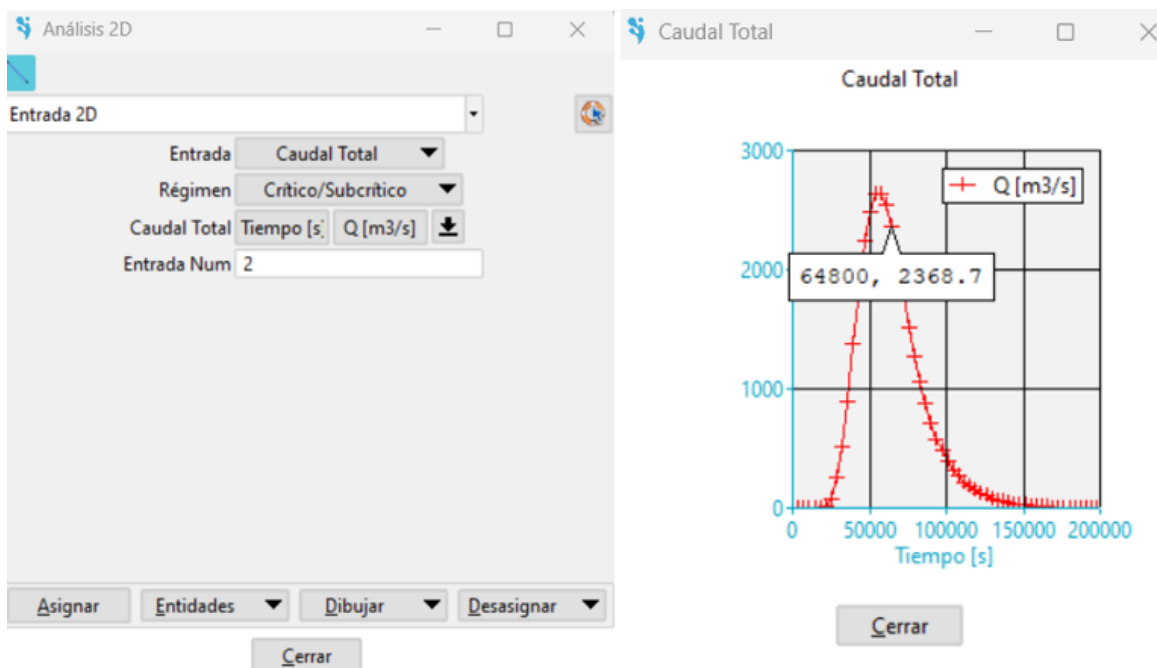 Análisis 2D
Entrada 2D
Entrada Caudal Total
Régimen Crítico/Subcrítico
Caudal Total Tiempo [s] Q [m3/s]
Entrada Num 2
Asignar Entidades Dibujar Desasignar
Cerrar
Caudal Total
Caudal Total
3000
Q [m3/s]
2000
64800, 2368.7
1000
0
0 50000 100000 150000 200000
Tiempo [s]
Cerrar